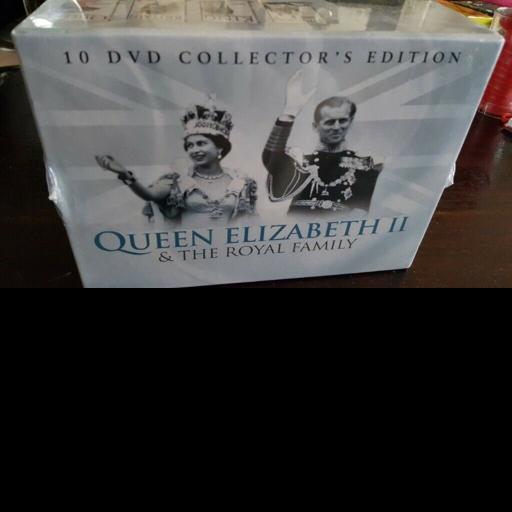 10 DVD COLLECTOR'S EDITION
QUEEN ELIZABETH II
& THE ROYAL FAMILY